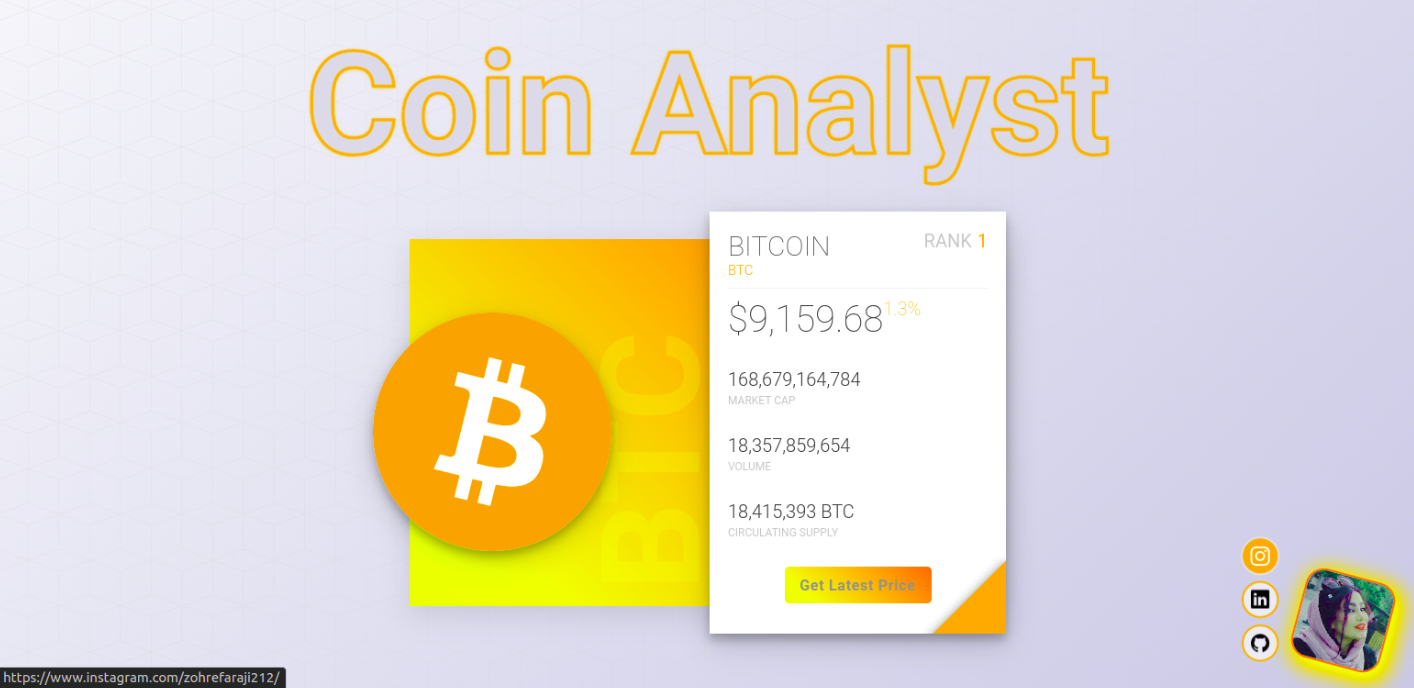 Coin Analyst
BITCOIN
RANK 1
BTC
$9,159.68 1.3%
BTC
168,679,164,784
MARKET CAP
18,357,859,654
VOLUME
18,415,393 BTC
CIRCULATING SUPPLY
Get Latest Price
in
https://www.instagram.com/zohrefaraji212/